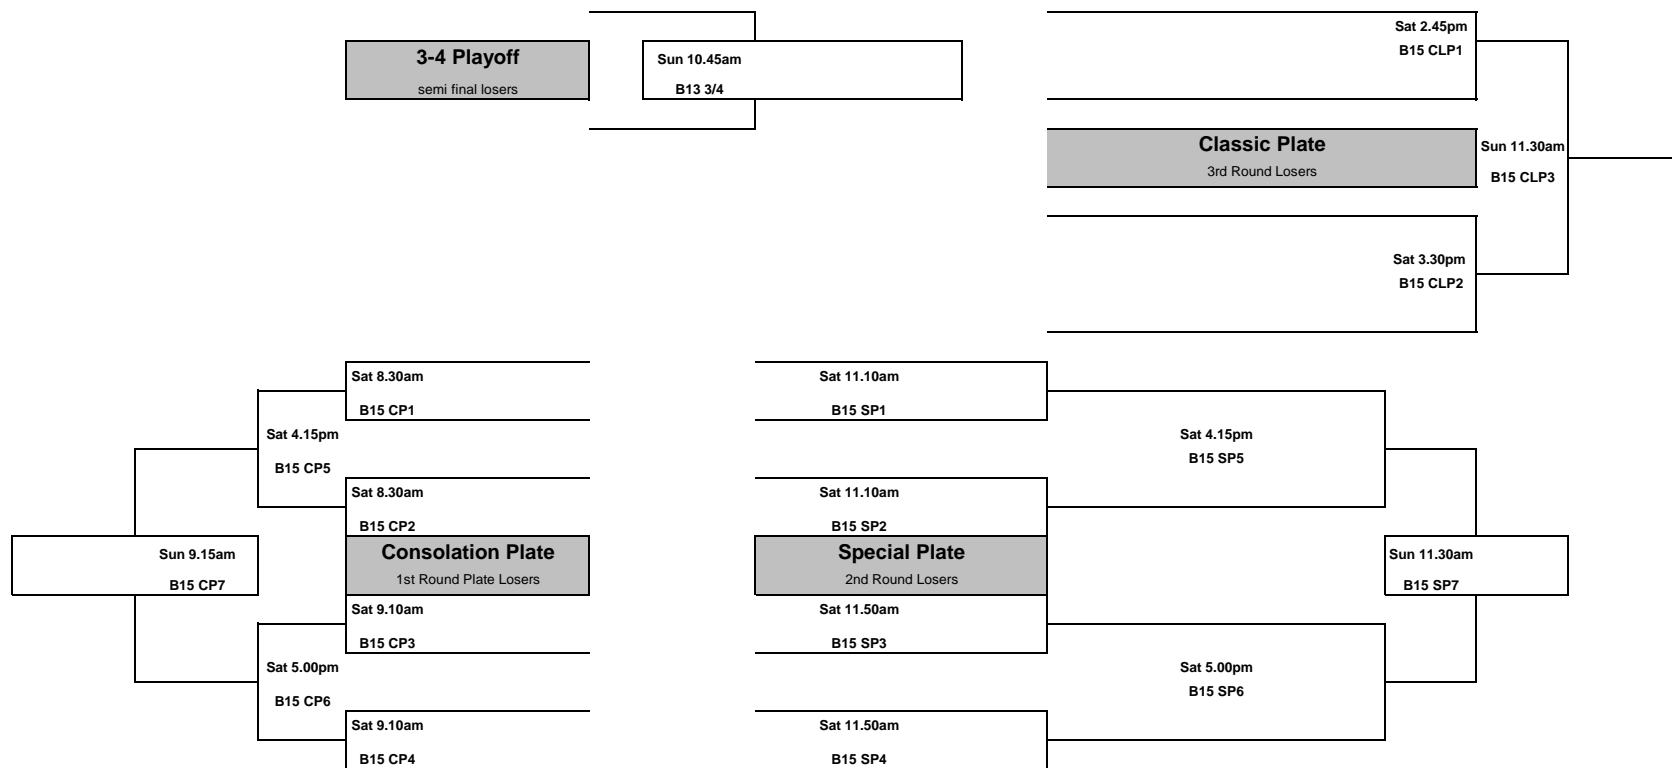 Sat 2.45pm
B15 CLP1
3-4 Playoff
semi final losers
Sun 10.45am
B13 3/4
Classic Plate
3rd Round Losers
Sun 11.30am
B15 CLP3
Sat 3.30pm
B15 CLP2
Sat 8.30am
B15 CP1
Sat 4.15pm
B15 CP5
Sat 8.30am
B15 CP2
Sun 9.15am
B15 CP7
Consolation Plate
1st Round Plate Losers
Sat 9.10am
B15 CP3
Sat 5.00pm
B15 CP6
Sat 9.10am
B15 CP4
Sat 11.10am
B15 SP1
Sat 4.15pm
B15 SP5
Sat 11.10am
B15 SP2
Special Plate
2nd Round Losers
Sun 11.30am
B15 SP7
Sat 11.50am
B15 SP3
Sat 5.00pm
B15 SP6
Sat 11.50am
B15 SP4